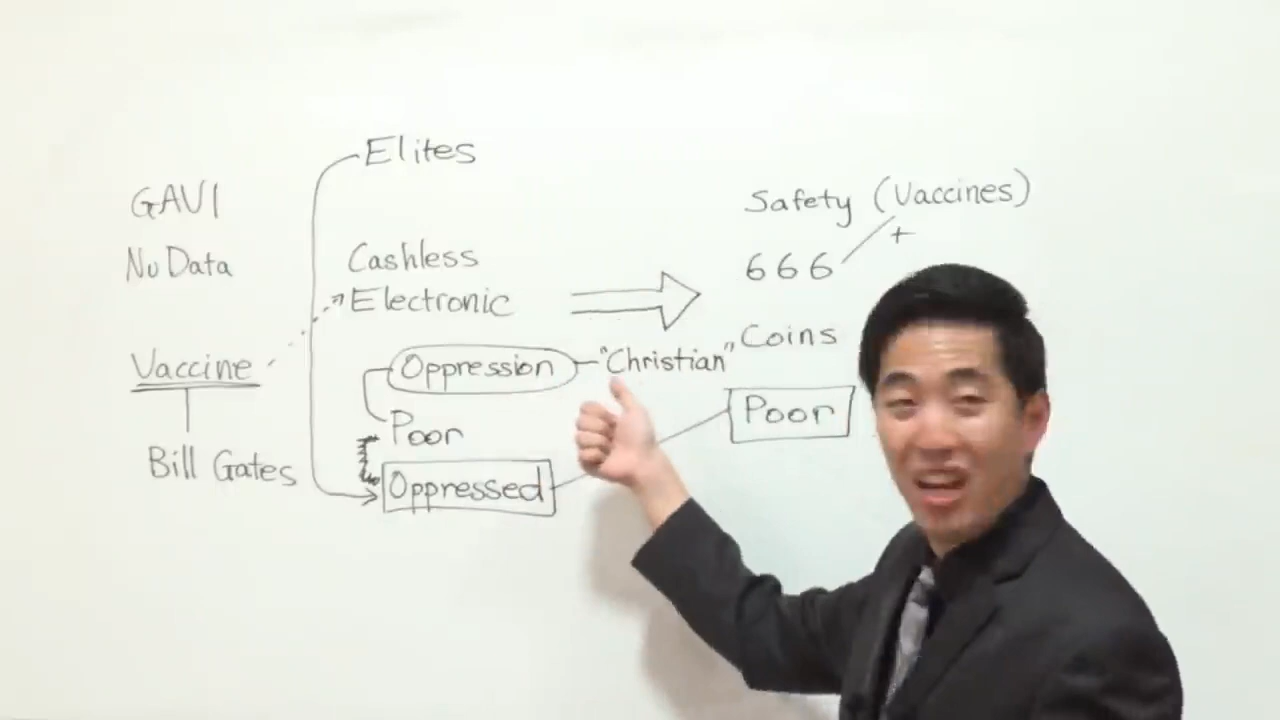 GAVI
NuData
Vaccine
Bill Gates
Elites
Cashless
Electronic
Oppression
"Christian"
Poor
Oppressed
Safety (Vaccines)
+
666
Coins
Poor